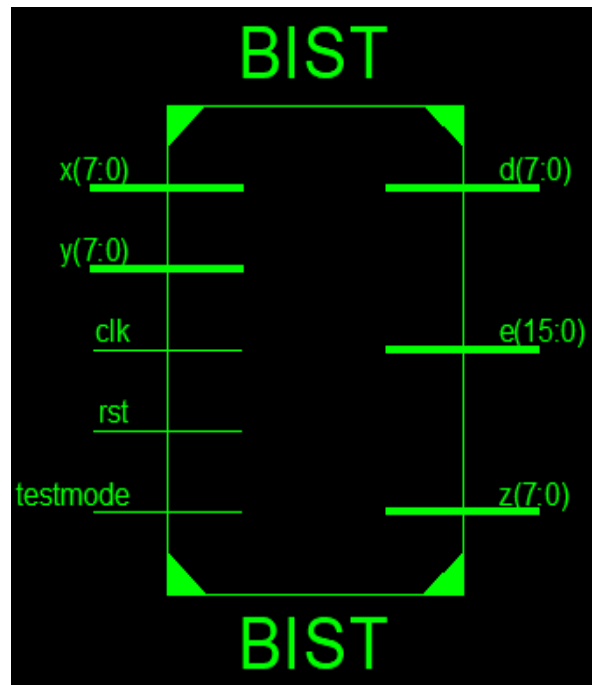 BIST
x(7:0)
d(7:0)
y(7:0)
clk
e(15:0)
rst
testmode
z(7:0)
BIST